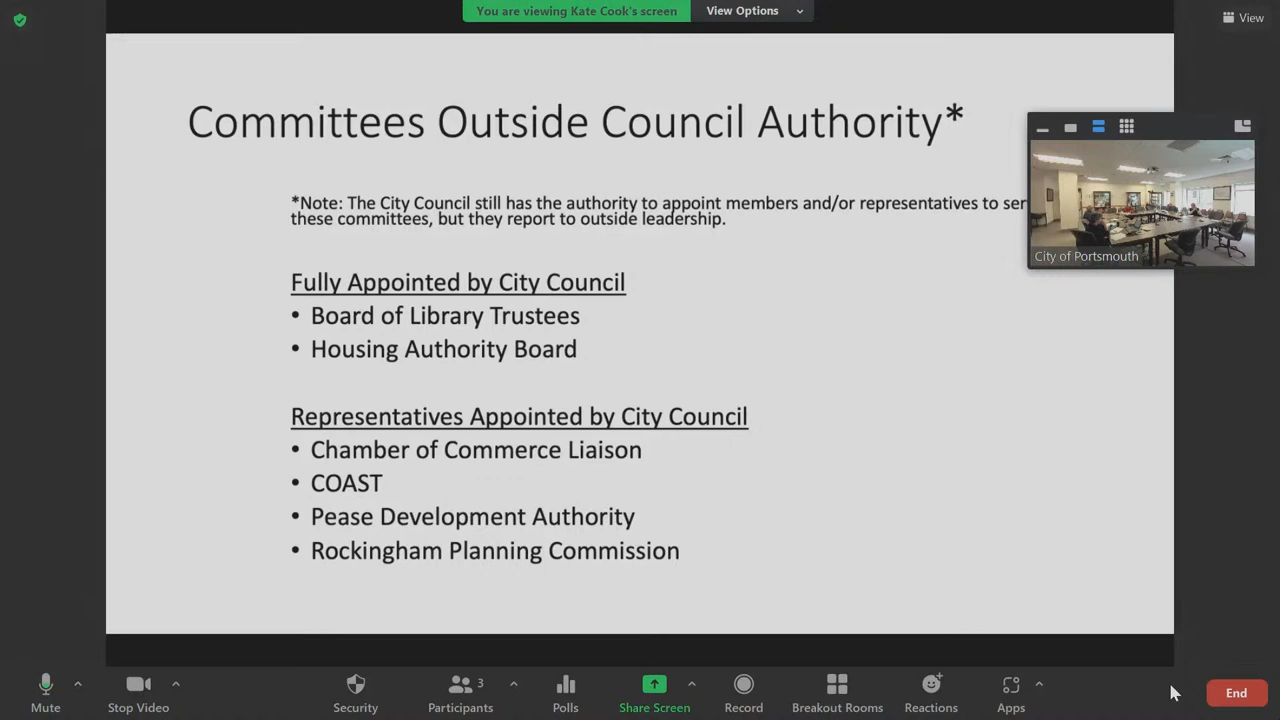 You are viewing Kate Cook's screen
View Options
View
Committees Outside Council Authority*
*Note: The City Council still has the authority to appoint members and/or representatives to
these committees, but they report to outside leadership.
City of Portsmouth
Fully Appointed by City Council
• Board of Library Trustees
• Housing Authority Board
Representatives Appointed by City Council
• Chamber of Commerce Liaison
• COAST
• Pease Development Authority
• Rockingham Planning Commission
Mute
Stop Video
Security
Participants
3
Polls
Share Screen
Record
Breakout Rooms
Reactions
Apps
End